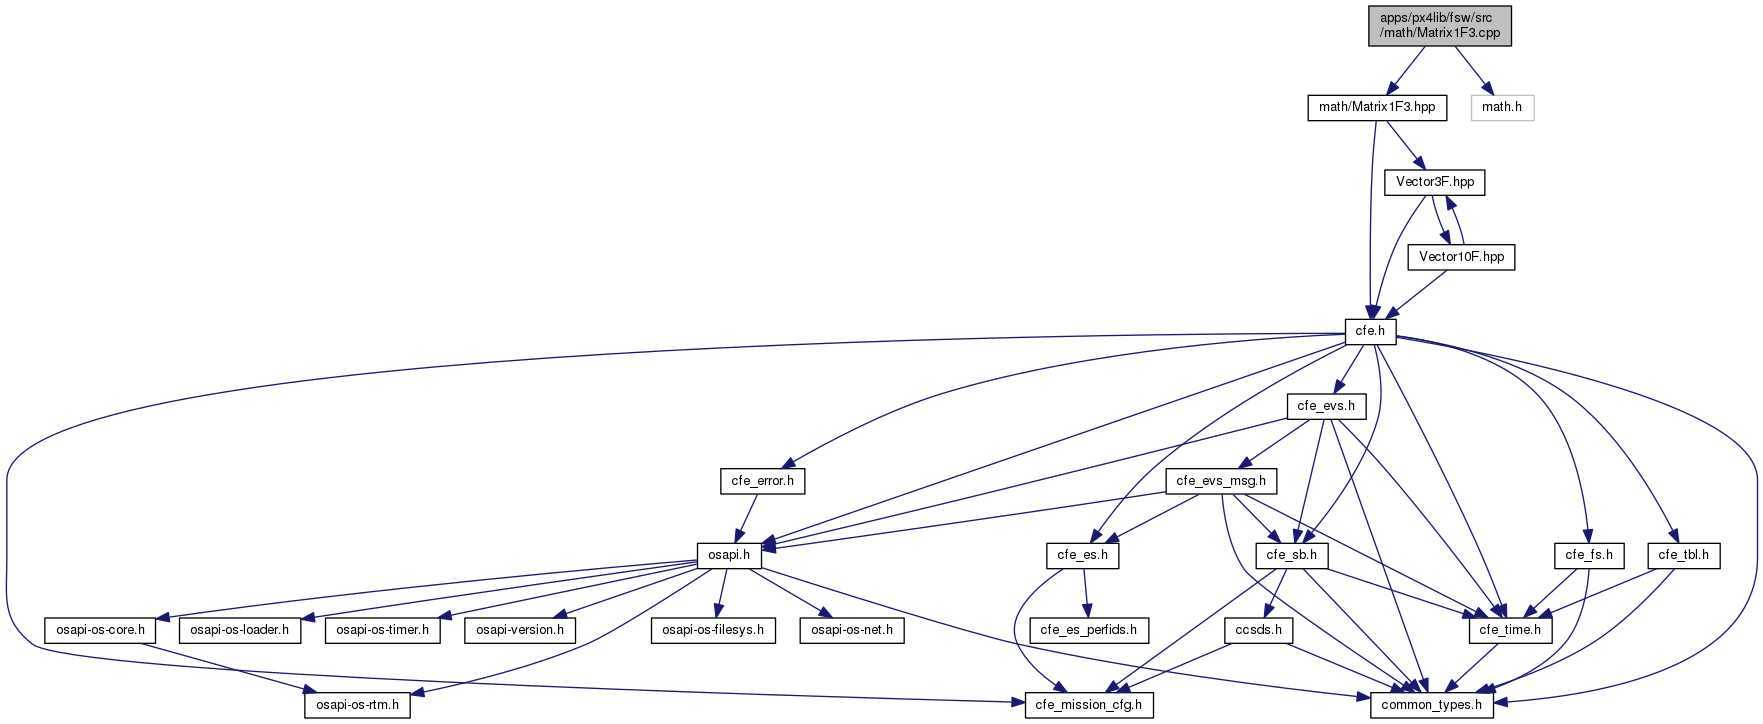 apps/px4lib/fsw/src
/math/Matrix1F3.cpp
math/Matrix1F3.hpp
math.h
Vector3F.hpp
Vector10F.hpp
cfe.h
cfe_evs.h
cfe_error.h
cfe_evs_msg.h
osapi.h
cfe_es.h
cfe_sb.h
cfe_fs.h
cfe_tbl.h
osapi-os-core.h
osapi-os-loader.h
osapi-os-timer.h
osapi-version.h
osapi-os-filesys.h
osapi-os-net.h
cfe_es_perfids.h
ccsds.h
cfe_time.h
osapi-os-rtm.h
cfe_mission_cfg.h
common_types.h